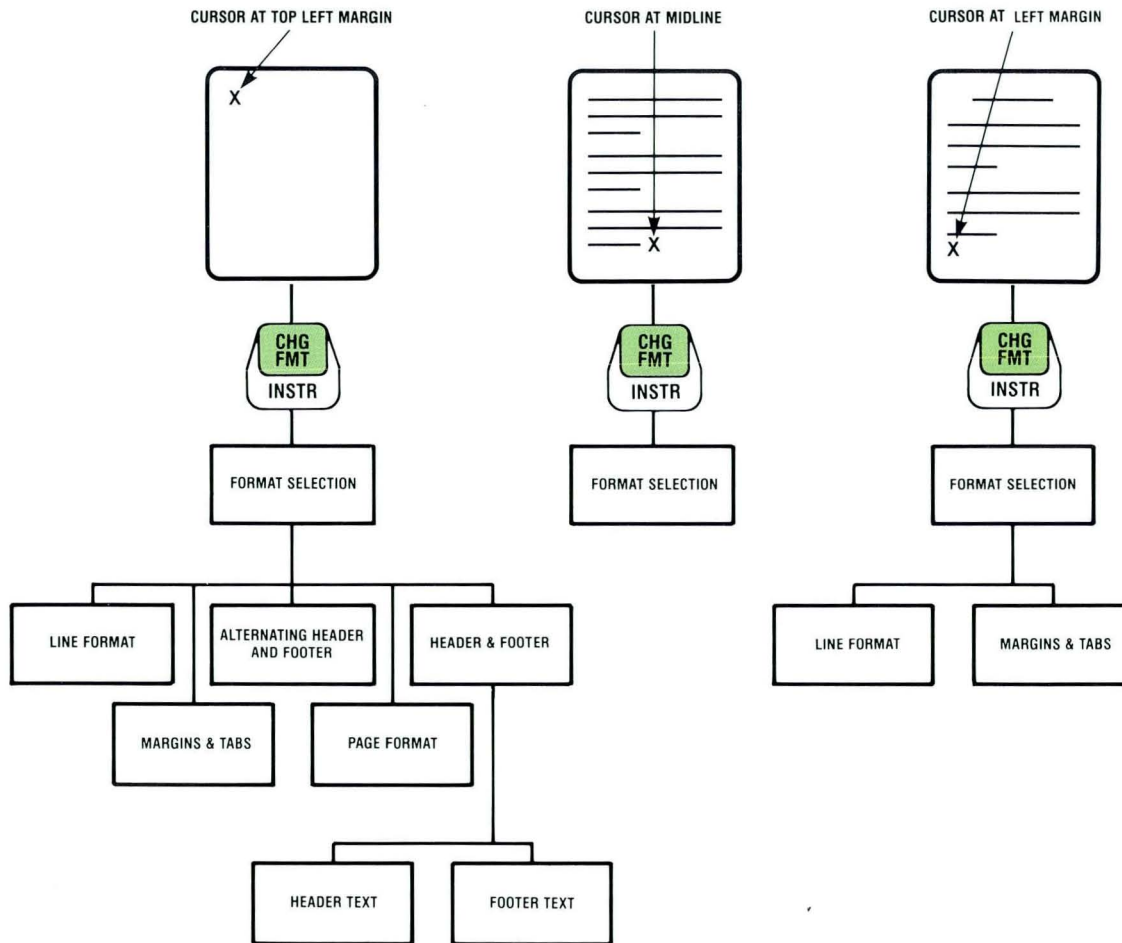 CURSOR AT TOP LEFT MARGIN
X
CHG
FMT
INSTR
FORMAT SELECTION
LINE FORMAT
ALTERNATING HEADER
AND FOOTER
HEADER & FOOTER
MARGINS & TABS
PAGE FORMAT
HEADER TEXT
FOOTER TEXT
CURSOR AT MIDLINE
X
CHG
FMT
INSTR
FORMAT SELECTION
CURSOR AT LEFT MARGIN
X
CHG
FMT
INSTR
FORMAT SELECTION
LINE FORMAT
MARGINS & TABS